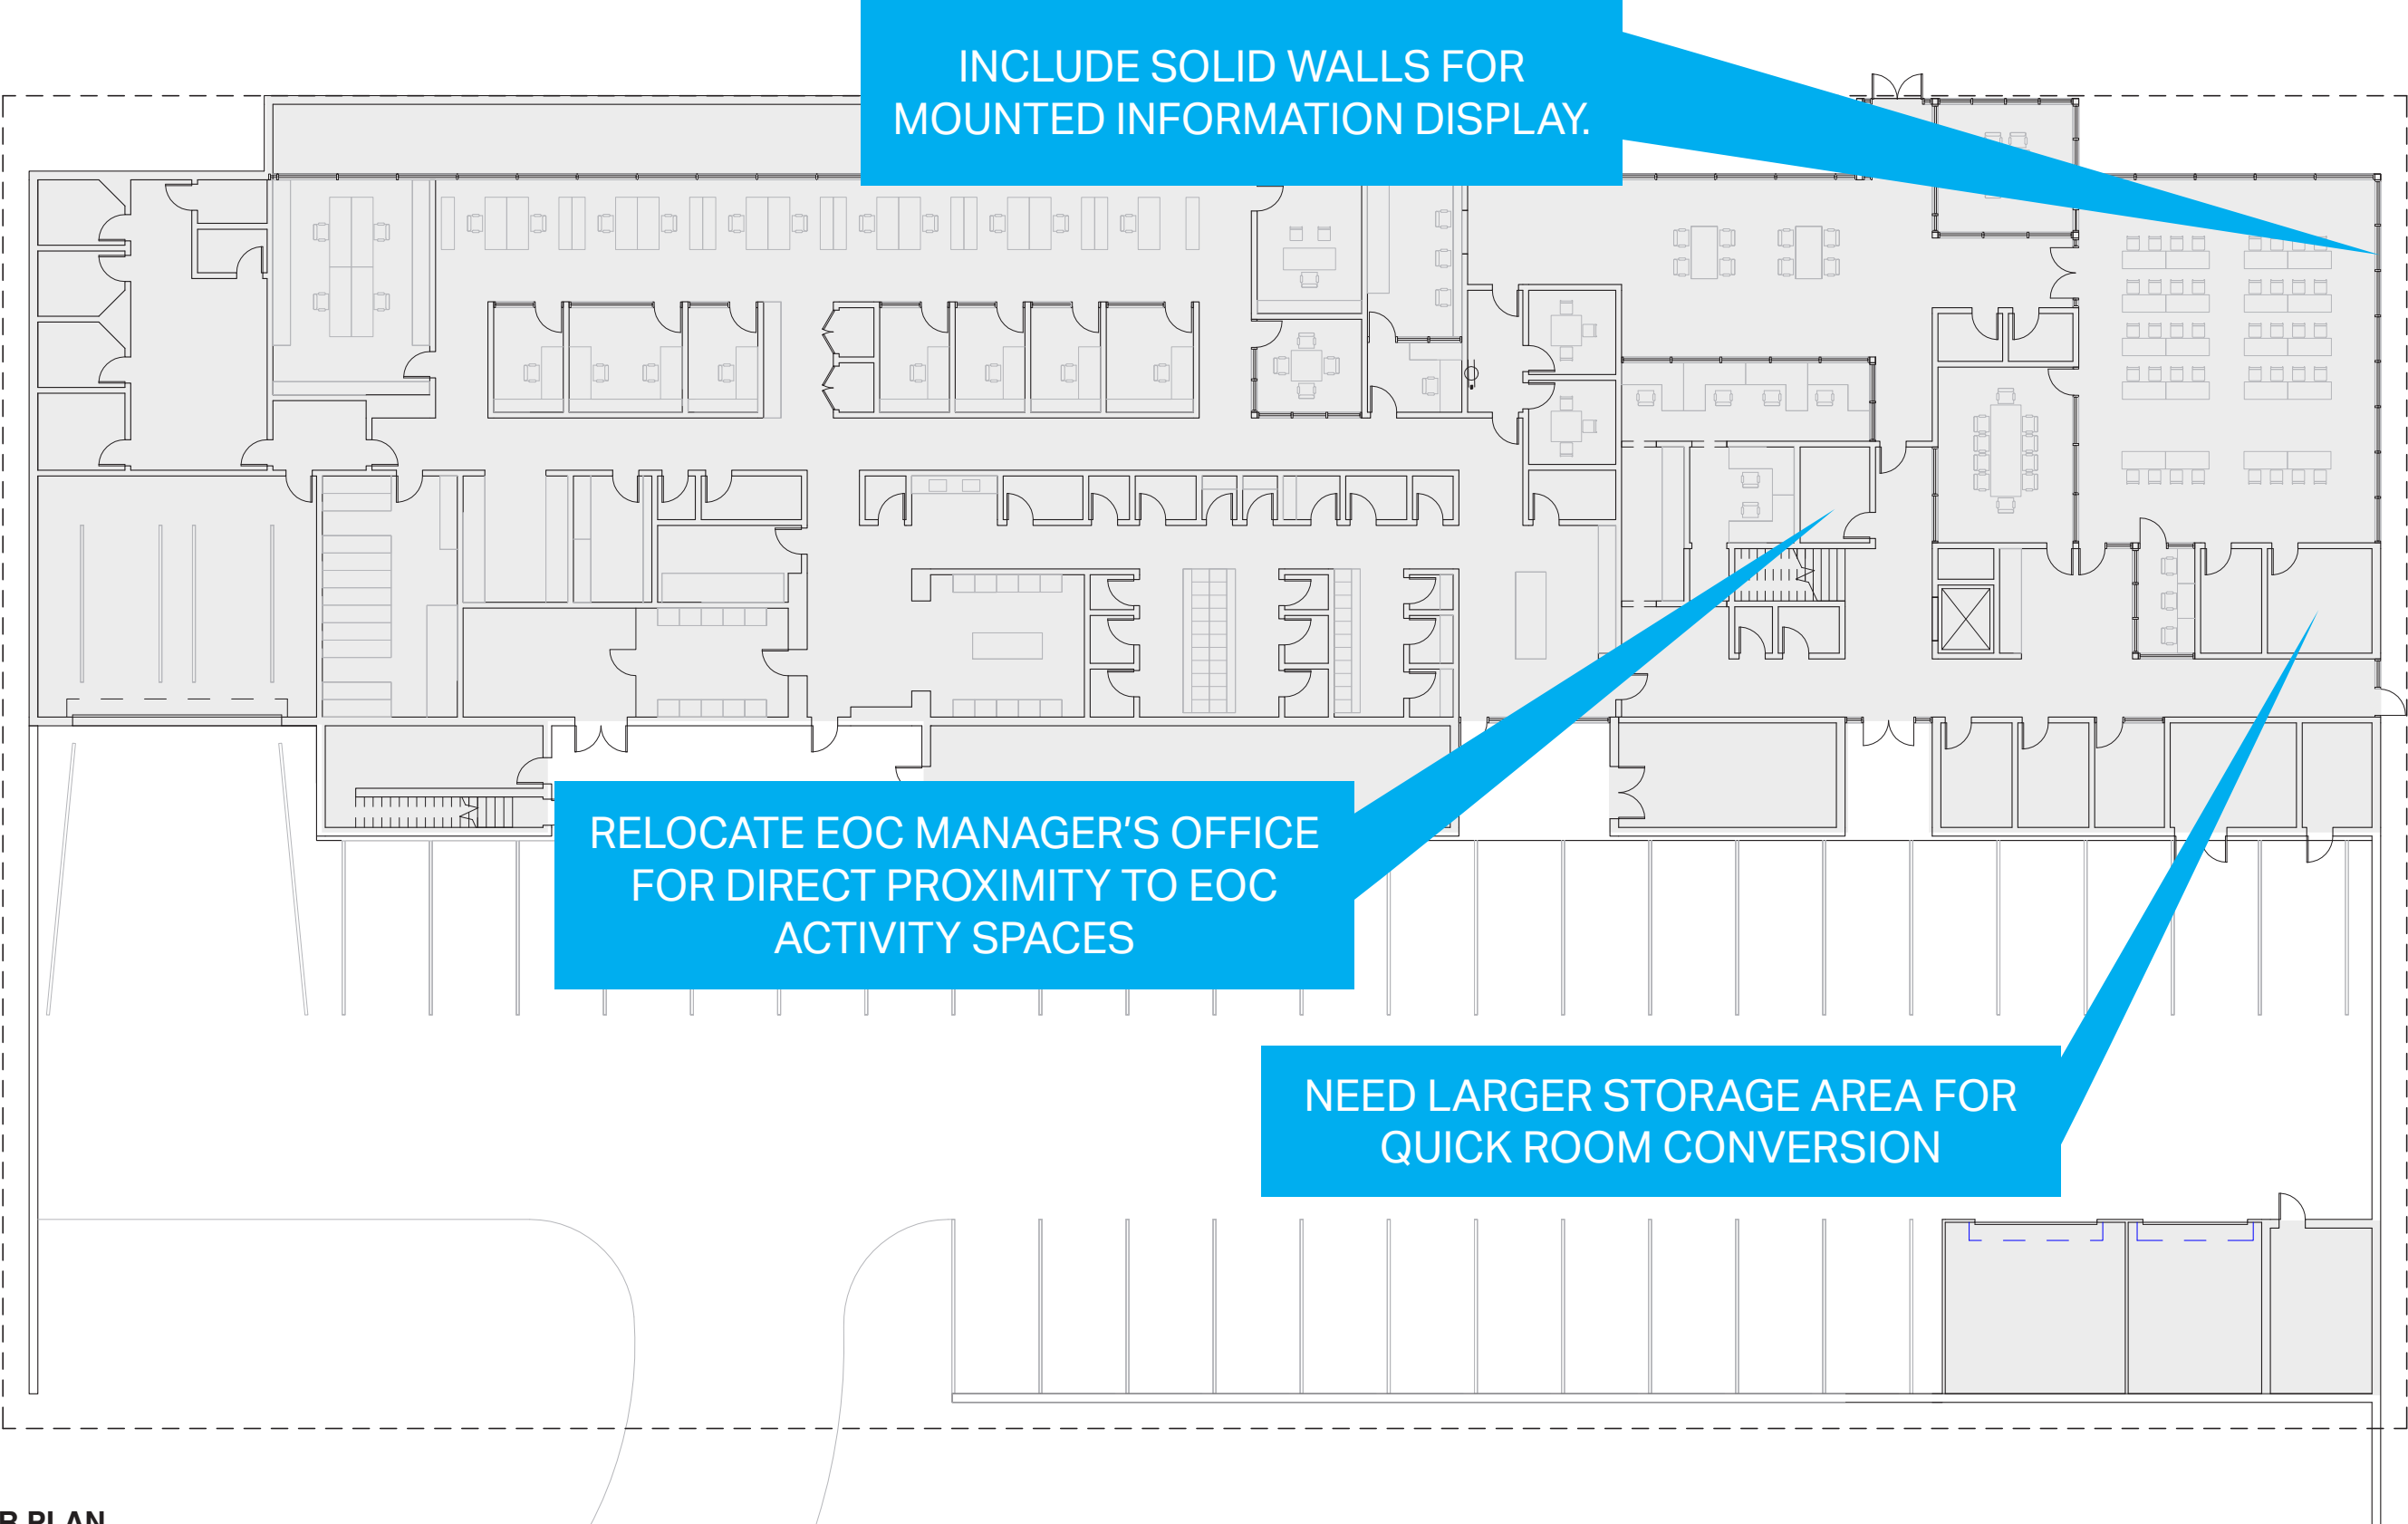 INCLUDE SOLID WALLS FOR
MOUNTED INFORMATION DISPLAY.
RELOCATE EOC MANAGER'S OFFICE
FOR DIRECT PROXIMITY TO EOC
ACTIVITY SPACES
NEED LARGER STORAGE AREA FOR
QUICK ROOM CONVERSION
R PLAN